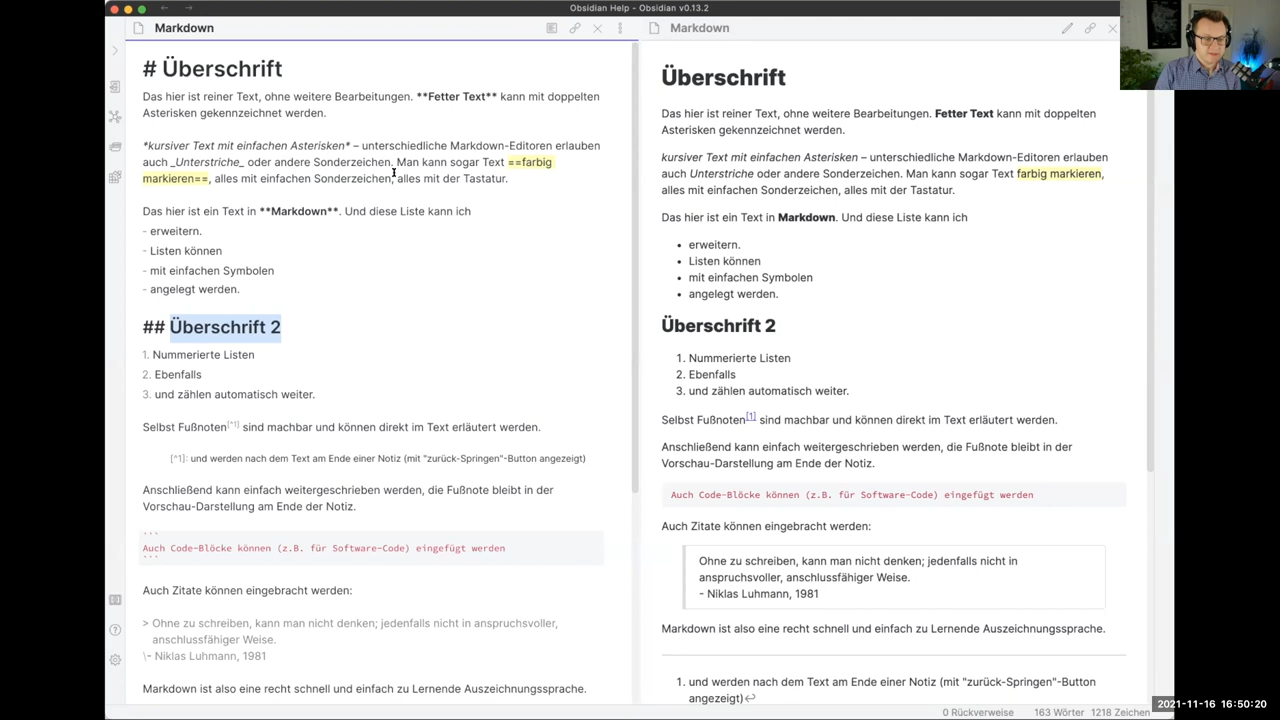 Obsidian Help - Obsidian v0.13.2
Markdown
# Überschrift
Das hier ist reiner Text, ohne weitere Bearbeitungen. **Fetter Text** kann mit doppelten
Asterisken gekennzeichnet werden.
*kursiver Text mit einfachen Asterisken* – unterschiedliche Markdown-Editoren erlauben
auch _Unterstriche_ oder andere Sonderzeichen. Man kann sogar Text ==farbig
markieren==, alles mit einfachen Sonderzeichen, alles mit der Tastatur.
Das hier ist ein Text in **Markdown**. Und diese Liste kann ich
- erweitern.
- Listen können
- mit einfachen Symbolen
- angelegt werden.
## Überschrift 2
1. Nummerierte Listen
2. Ebenfalls
3. und zählen automatisch weiter.
Selbst Fußnoten[^1] sind machbar und können direkt im Text erläutert werden.
[^1]: und werden nach dem Text am Ende einer Notiz (mit "zurück-Springen"-Button angezeigt)
Anschließend kann einfach weitergeschrieben werden, die Fußnote bleibt in der
Vorschau-Darstellung am Ende der Notiz.
```
Auch Code-Blöcke können (z.B. für Software-Code) eingefügt werden
```
Auch Zitate können eingebracht werden:
> Ohne zu schreiben, kann man nicht denken; jedenfalls nicht in anspruchsvoller,
anschlussfähiger Weise.
\- Niklas Luhmann, 1981
Markdown ist also eine recht schnell und einfach zu Lernende Auszeichnungssprache.
Markdown
Überschrift
Das hier ist reiner Text, ohne weitere Bearbeitungen. Fetter Text kann mit doppelten
Asterisken gekennzeichnet werden.
kursiver Text mit einfachen Asterisken – unterschiedliche Markdown-Editoren erlauben
auch Unterstriche oder andere Sonderzeichen. Man kann sogar Text farbig markieren,
alles mit einfachen Sonderzeichen, alles mit der Tastatur.
Das hier ist ein Text in Markdown. Und diese Liste kann ich
• erweitern.
• Listen können
• mit einfachen Symbolen
• angelegt werden.
Überschrift 2
1. Nummerierte Listen
2. Ebenfalls
3. und zählen automatisch weiter.
Selbst Fußnoten[1] sind machbar und können direkt im Text erläutert werden.
Anschließend kann einfach weitergeschrieben werden, die Fußnote bleibt in der
Vorschau-Darstellung am Ende der Notiz.
Auch Code-Blöcke können (z.B. für Software-Code) eingefügt werden
Auch Zitate können eingebracht werden:
Ohne zu schreiben, kann man nicht denken; jedenfalls nicht in
anspruchsvoller, anschlussfähiger Weise.
- Niklas Luhmann, 1981
Markdown ist also eine recht schnell und einfach zu Lernende Auszeichnungssprache.
1. und werden nach dem Text am Ende einer Notiz (mit "zurück-Springen"-Button
angezeigt)↩
0 Rückverweise 163 Wörter 1218 Zeichen
2021-11-16 16:50:20